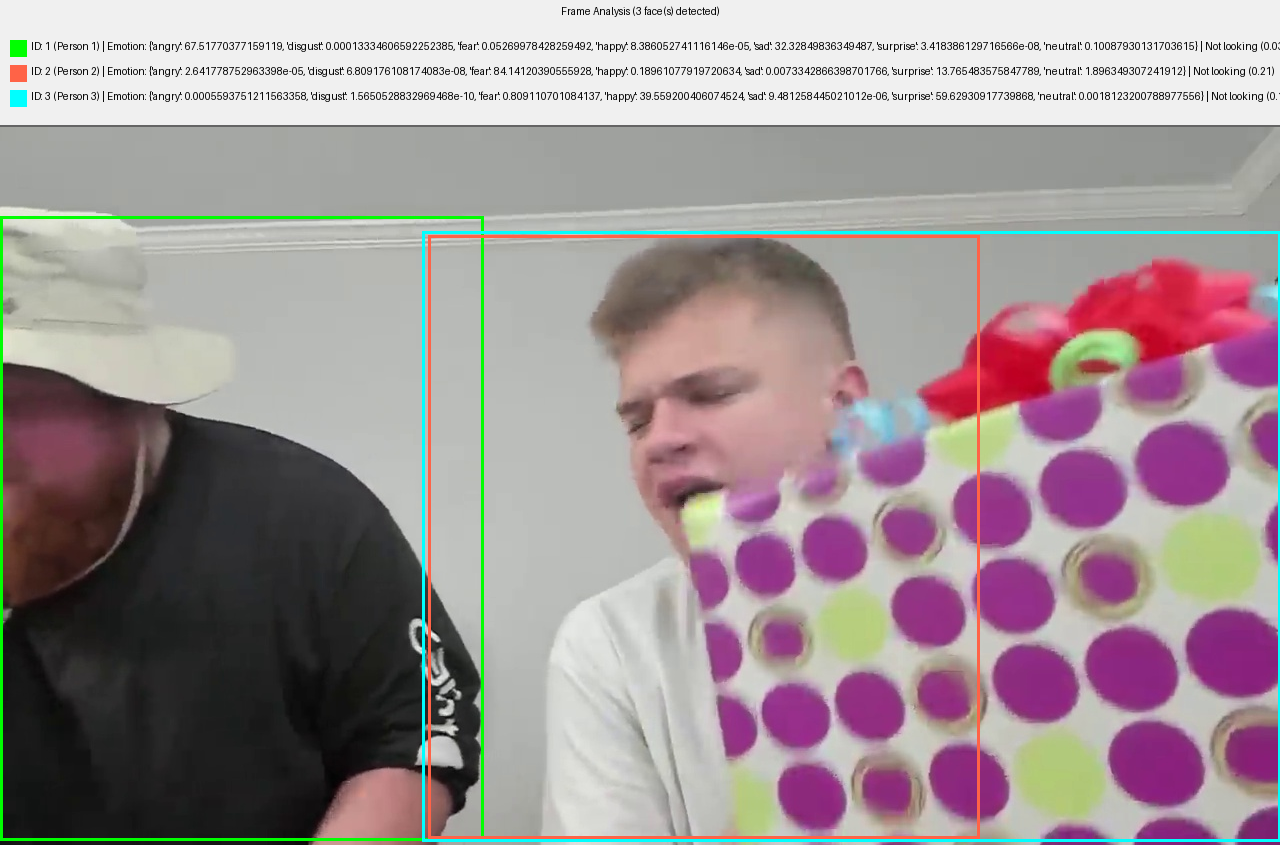 Frame Analysis (3 face(s) detected)
ID: 1 (Person 1) | Emotion: {'angry': 67.51770377159119, 'disgust': 0.00013334606592252385, 'fear': 0.05269978428259492, 'happy': 8.386052741116146e-05, 'sad': 32.32849836349487, 'surprise': 3.418386129716566e-08, 'neutral': 0.10087930131703615} | Not looking (0.03
ID: 2 (Person 2) | Emotion: {'angry': 2.641778752963398e-05, 'disgust': 6.809176108174083e-08, 'fear': 84.14120390555928, 'happy': 0.18961077919720634, 'sad': 0.0073342866398701766, 'surprise': 13.765483575847789, 'neutral': 1.896349307241912} | Not looking (0.21)
ID: 3 (Person 3) | Emotion: {'angry': 0.0005593751211563358, 'disgust': 1.5650528832969468e-10, 'fear': 0.809110701084137, 'happy': 39.559200406074524, 'sad': 9.481258445021012e-06, 'surprise': 59.62930917739868, 'neutral': 0.0018123200788977556} | Not looking (0.